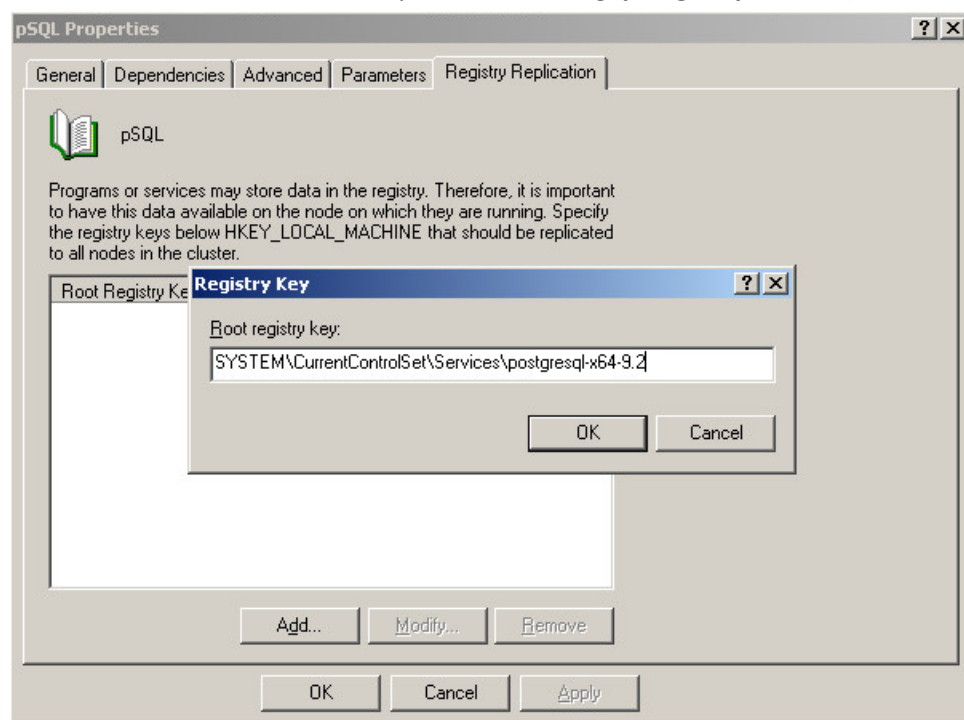 pSQL Properties
General Dependencies Advanced Parameters Registry Replication
pSQL
Programs or services may store data in the registry. Therefore, it is important
to have this data available on the node on which they are running. Specify
the registry keys below HKEY_LOCAL_MACHINE that should be replicated
to all nodes in the cluster.
Root Registry Ke
Registry Key
Root registry key:
SYSTEM\CurrentControlSet\Services\postgresql-x64-9.2
OK Cancel
Add... Modify... Remove
OK Cancel Apply